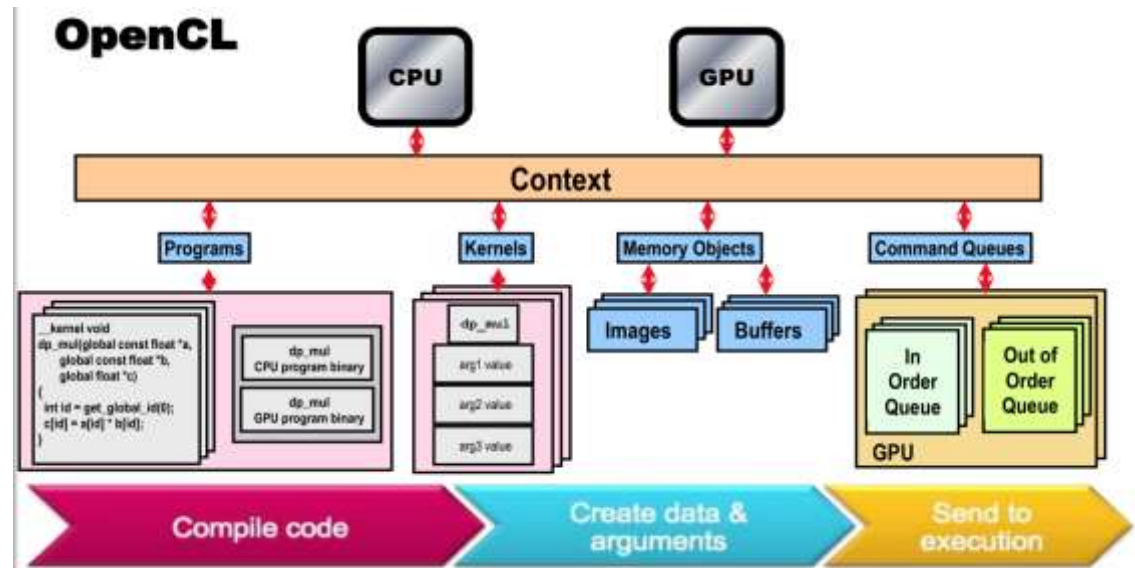 OpenCL
CPU
GPU
Context
Programs
Kernels
Memory Objects
Command Queues
__kernel void
dp_mul(global const float *a,
global const float *b,
global float *c)
{
int id = get_global_id(0);
c[id] = a[id] * b[id];
}
dp_mul
CPU program binary
dp_mul
GPU program binary
dp_mul
arg1 value
arg2 value
arg3 value
Images
Buffers
In
Order
Queue
Out of
Order
Queue
GPU
Compile code
Create data &
arguments
Send to
execution